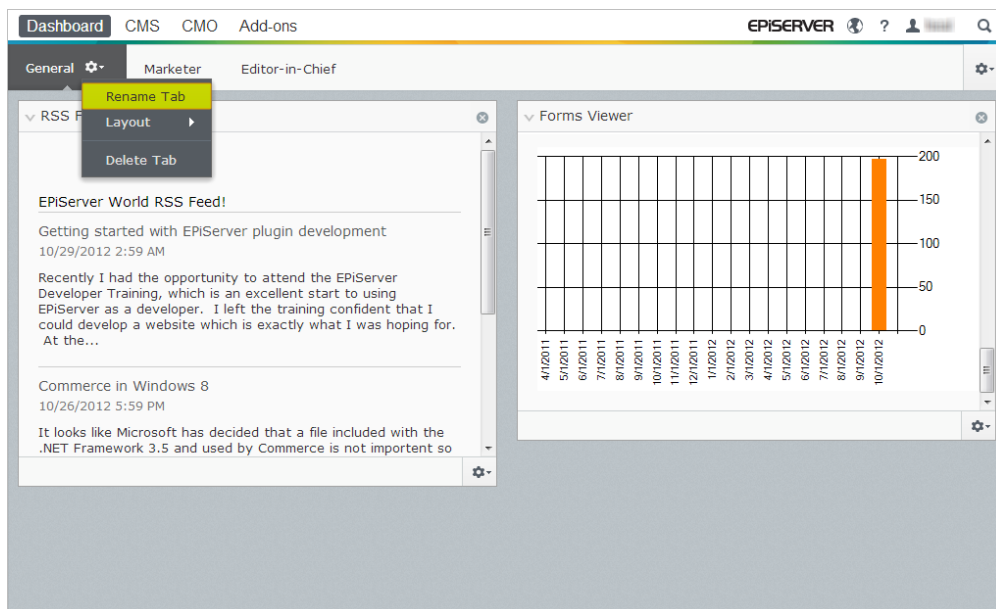 Dashboard CMS CMO Add-ons EPiSERVER ?
General Marketer Editor-in-Chief
Rename Tab
Layout
Delete Tab
RSS
EPiServer World RSS Feed!
Getting started with EPiServer plugin development
10/29/2012 2:59 AM
Recently I had the opportunity to attend the EPiServer
Developer Training, which is an excellent start to using
EPiServer as a developer. I left the training confident that I
could develop a website which is exactly what I was hoping for.
At the...
Commerce in Windows 8
10/26/2012 5:59 PM
It looks like Microsoft has decided that a file included with the
.NET Framework 3.5 and used by Commerce is not importent so
Forms Viewer
200
150
100
50
0
4/1/2011
5/1/2011
6/1/2011
7/1/2011
8/1/2011
9/1/2011
10/1/2011
11/1/2011
12/1/2011
1/1/2012
2/1/2012
3/1/2012
4/1/2012
5/1/2012
6/1/2012
7/1/2012
8/1/2012
9/1/2012
10/1/2012